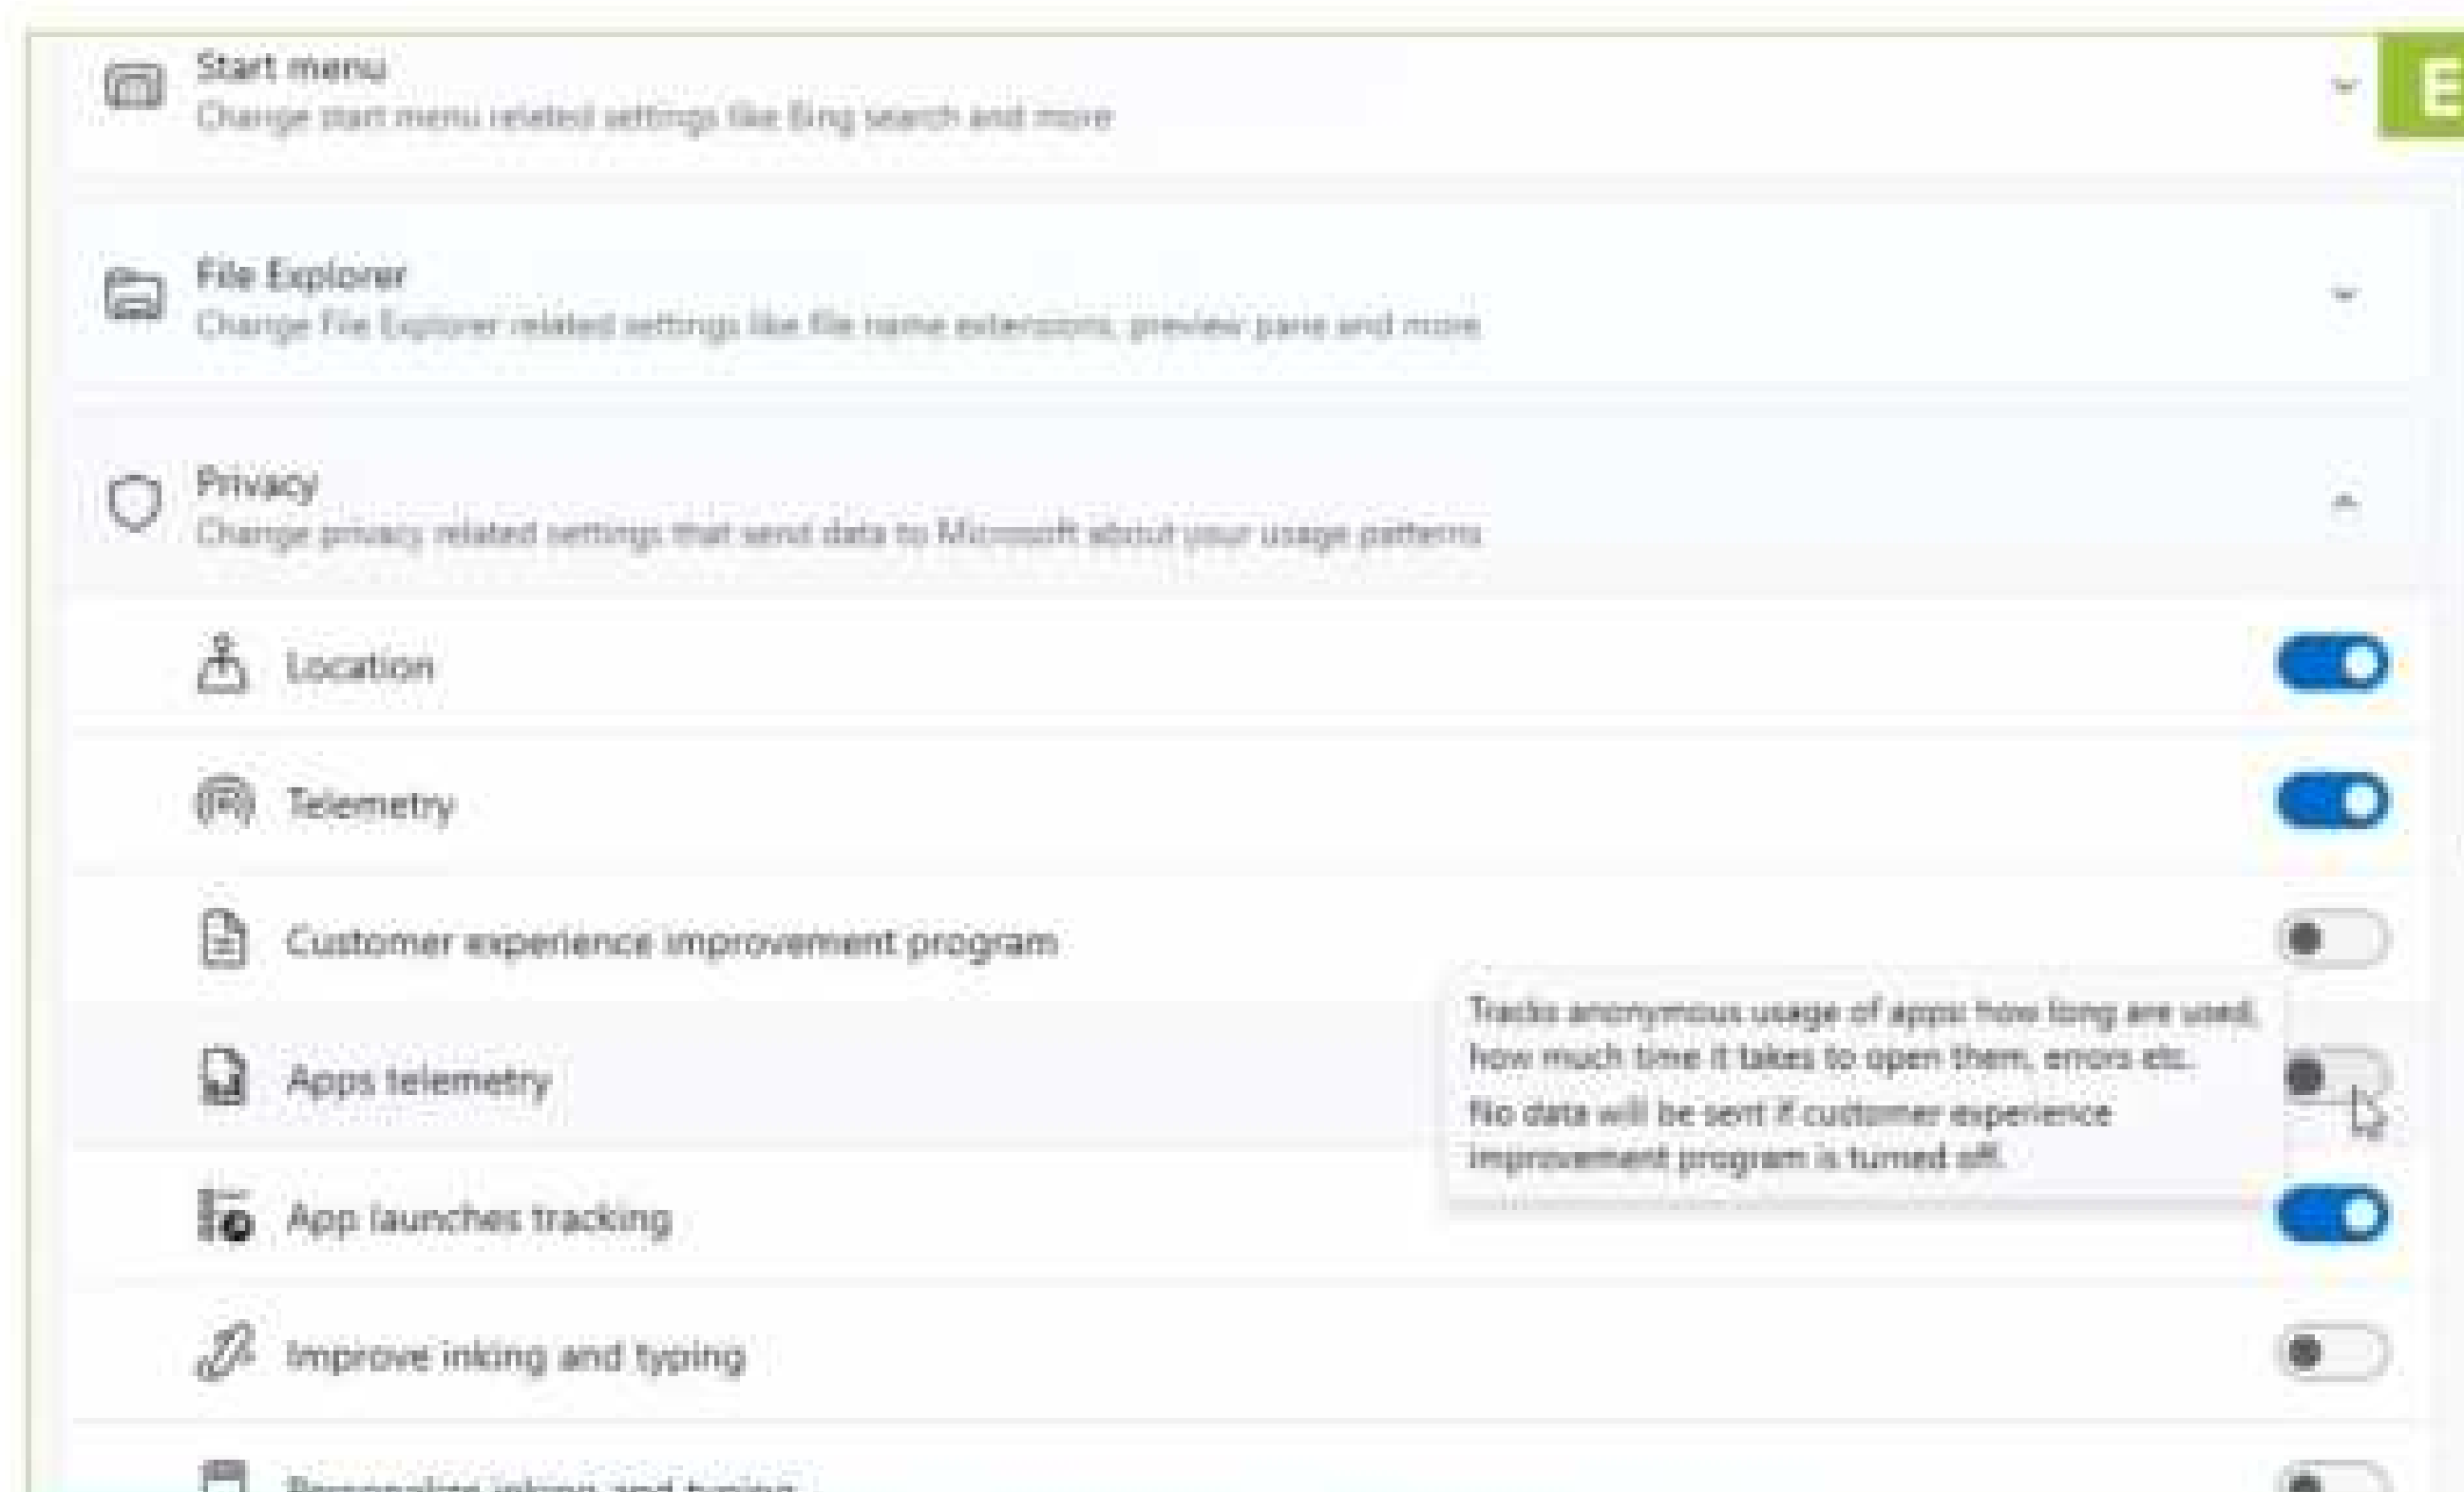 Start menu
Change start menu related settings like Bing search and more
E
File Explorer
Change File Explorer related settings like file name extensions, preview pane and more
Privacy
Change privacy related settings that send data to Microsoft about your usage patterns
Location
Telemetry
Customer experience improvement program
Tracks anonymous usage of apps: how long are used,
how much time it takes to open them, errors etc.
No data will be sent if customer experience
improvement program is turned off.
Apps telemetry
App launches tracking
Improve inking and typing
Personalize inking and typing